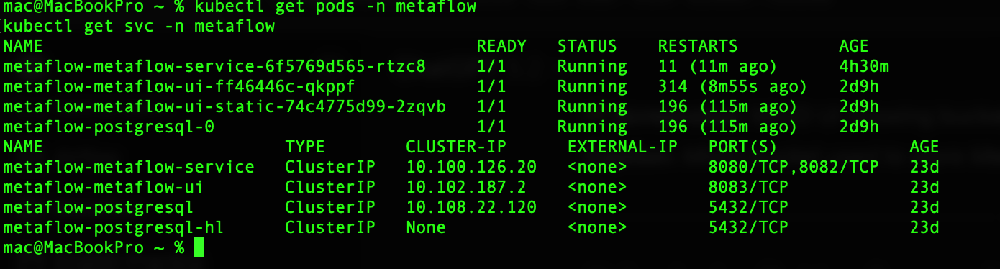 mac@MacBookPro ~ % kubectl get pods -n metaflow
kubectl get svc -n metaflow
NAME READY STATUS RESTARTS AGE
metaflow-metaflow-service-6f5769d565-rtzc8 1/1 Running 11 (11m ago) 4h30m
metaflow-metaflow-ui-ff46446c-qkppf 1/1 Running 314 (8m55s ago) 2d9h
metaflow-metaflow-ui-static-74c4775d99-2zqvb 1/1 Running 196 (115m ago) 2d9h
metaflow-postgresql-0 1/1 Running 196 (115m ago) 2d9h
NAME TYPE CLUSTER-IP EXTERNAL-IP PORT(S) AGE
metaflow-metaflow-service ClusterIP 10.100.126.20 <none> 8080/TCP,8082/TCP 23d
metaflow-metaflow-ui ClusterIP 10.102.187.2 <none> 8083/TCP 23d
metaflow-postgresql ClusterIP 10.108.22.120 <none> 5432/TCP 23d
metaflow-postgresql-hl ClusterIP None <none> 5432/TCP 23d
mac@MacBookPro ~ %